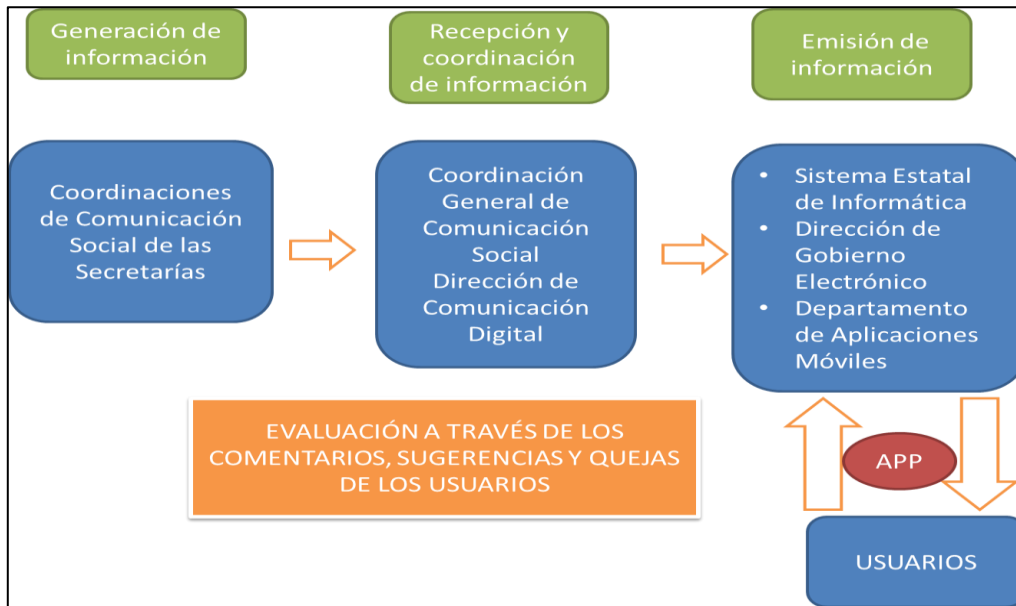 Generación de
información
Recepción y
coordinación
de información
Emisión de
información
Coordinaciones
de Comunicación
Social de las
Secretarías
Coordinación
General de
Comunicación
Social
Dirección de
Comunicación
Digital
• Sistema Estatal
de Informática
• Dirección de
Gobierno
Electrónico
• Departamento
de Aplicaciones
Móviles
EVALUACIÓN A TRAVÉS DE LOS
COMENTARIOS, SUGERENCIAS Y QUEJAS
DE LOS USUARIOS
APP
USUARIOS